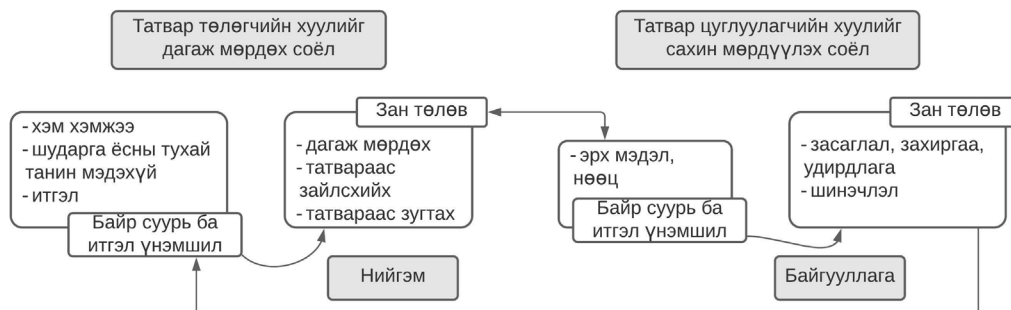 Татвар төлөгчийн хуулийг
дагаж мөрдөх соёл
Татвар цуглуулагчийн хуулийг
сахин мөрдүүлэх соёл
- хэм хэмжээ
- шударга ёсны тухай
танин мэдэхүй
- итгэл
Байр суурь ба
итгэл үнэмшил
Зан төлөв
- дагаж мөрдөх
- татвараас
зайлсхийх
- татвараас зугтах
Нийгэм
- эрх мэдэл,
нөөц
Байр суурь ба
итгэл үнэмшил
Зан төлөв
- засаглал, захиргаа,
удирдлага
- шинэчлэл
Байгууллага